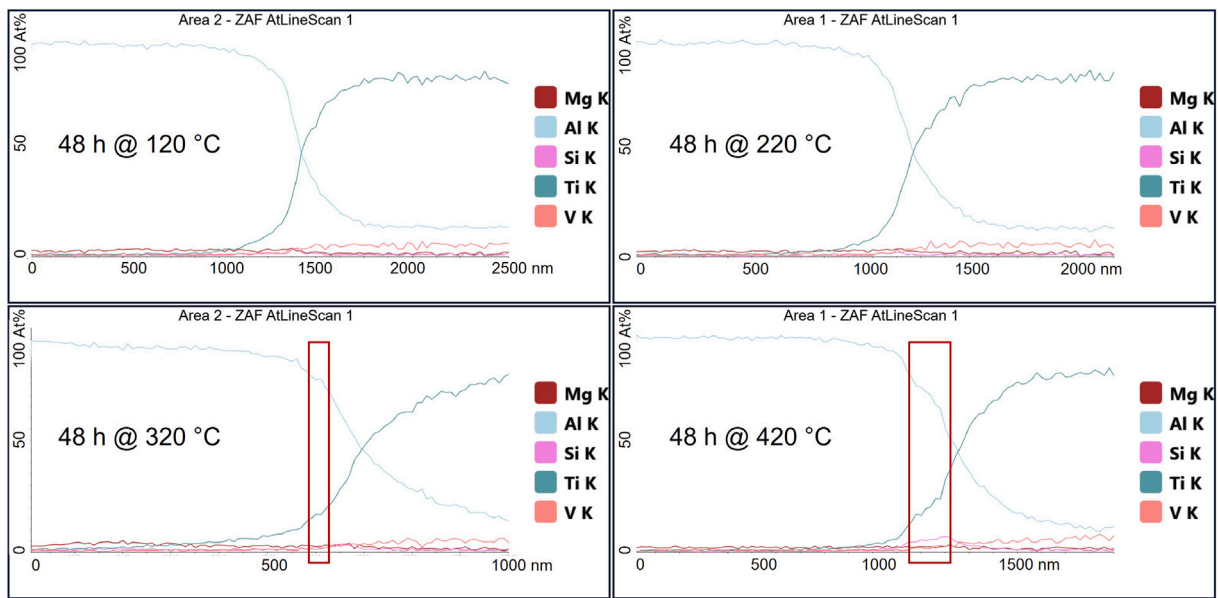 Area 2 - ZAF AtLineScan 1
100 At%
50
0
48 h @ 120 °C
Mg K
Al K
Si K
Ti K
V K
0 500 1000 1500 2000 2500 nm
Area 1 - ZAF AtLineScan 1
100 At%
50
0
48 h @ 220 °C
Mg K
Al K
Si K
Ti K
V K
0 500 1000 1500 2000 nm
Area 2 - ZAF AtLineScan 1
100 At%
50
0
48 h @ 320 °C
Mg K
Al K
Si K
Ti K
V K
0 500 1000 nm
Area 1 - ZAF AtLineScan 1
100 At%
50
0
48 h @ 420 °C
Mg K
Al K
Si K
Ti K
V K
0 500 1000 1500 nm